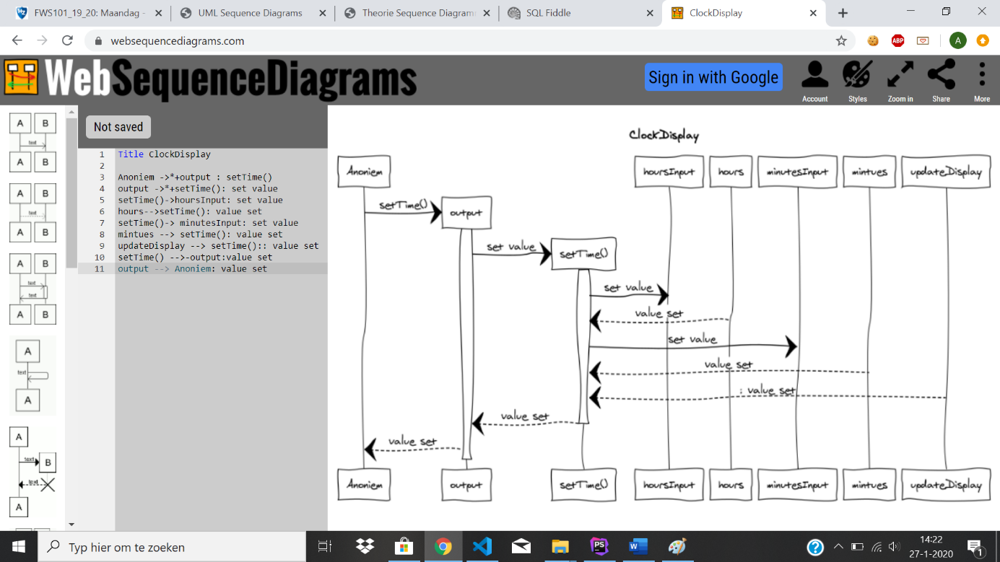 FWS101_19_20: Maandag -
UML Sequence Diagrams
Theorie Sequence Diagramm
SQL Fiddle
ClockDisplay
websequencediagrams.com
ABP
A
WebSequenceDiagrams
Sign in with Google
Account
Styles
Zoom in
Share
More
A B
text
A B
A B
text
A B
A B
text
text
A B
A
text
A
A
text B
text
A
Not saved
1 Title ClockDisplay
2
3 Anoniem ->*+output : setTime()
4 output ->*+setTime(): set value
5 setTime()->hoursInput: set value
6 hours-->setTime(): value set
7 setTime()-> minutesInput: set value
8 mintues --> setTime(): value set
9 updateDisplay --> setTime():: value set
10 setTime() -->-output:value set
11 output --> Anoniem: value set
ClockDisplay
Anoniem hoursInput hours minutesInput mintues updateDisplay
setTime() output
set value setTime()
set value
value set
set value
value set
: value set
value set
value set
Anoniem output setTime() hoursInput hours minutesInput mintues updateDisplay
Typ hier om te zoeken
PS
W
14:22
27-1-2020
1